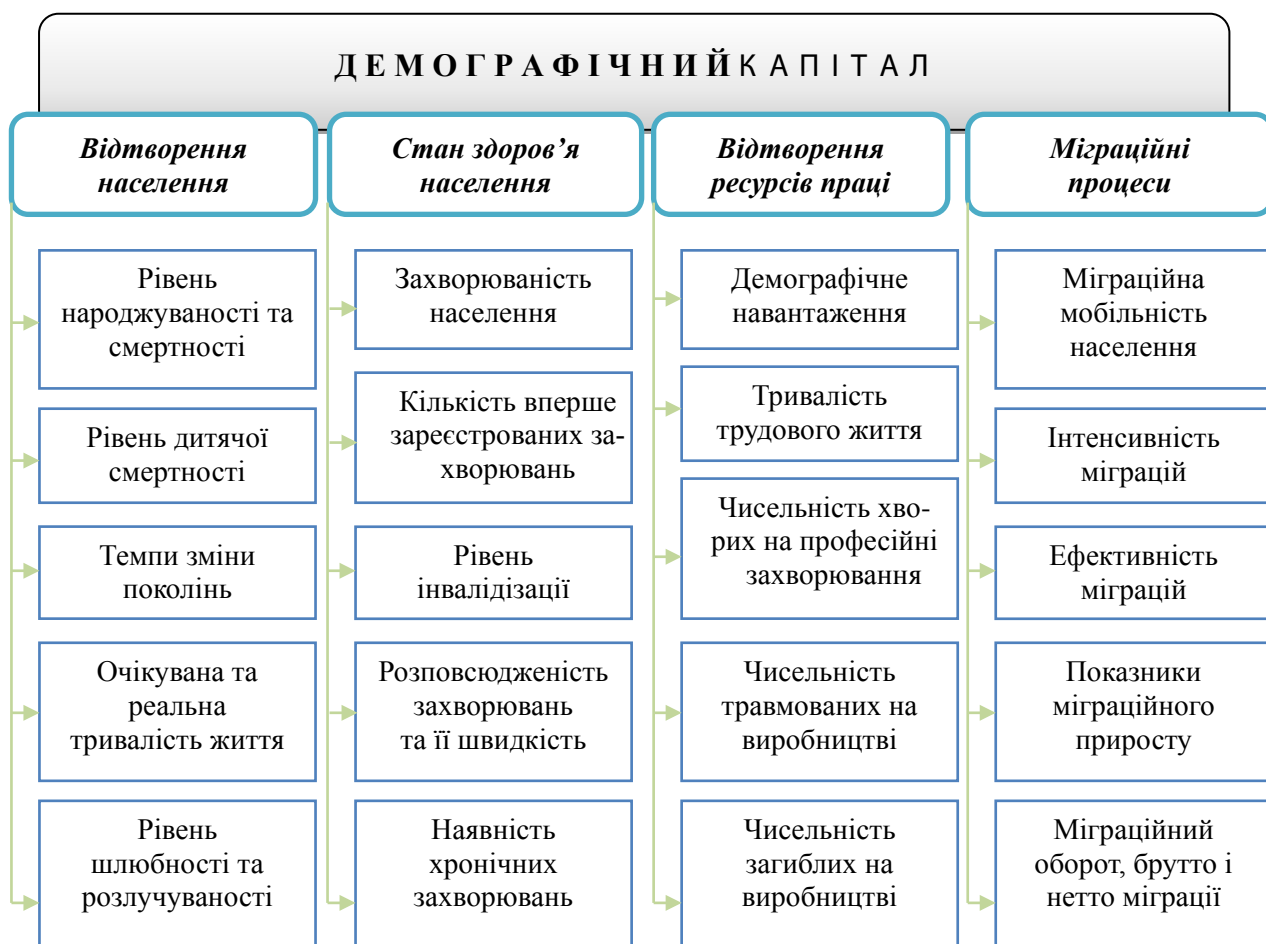 ДЕМОГРАФІЧНИЙ КАПІТАЛ
Відтворення
населення
Рівень
народжуваності та
смертності
Рівень дитячої
смертності
Темпи зміни
поколінь
Очікувана та
реальна
тривалість життя
Рівень
шлюбності та
розлучуваності
Стан здоров’я
населення
Захворюваність
населення
Кількість вперше
зареєстрованих за-
хворювань
Рівень
інвалідизації
Розповсюдженість
захворювань
та її швидкість
Наявність
хронічних
захворювань
Відтворення
ресурсів праці
Демографічне
навантаження
Тривалість
трудового життя
Чисельність хво-
рих на професійні
захворювання
Чисельність
травмованих на
виробництві
Чисельність
загиблих на
виробництві
Міграційні
процеси
Міграційна
мобільність
населення
Інтенсивність
міграцій
Ефективність
міграцій
Показники
міграційного
приросту
Міграційний
оборот, брутто і
нетто міграції